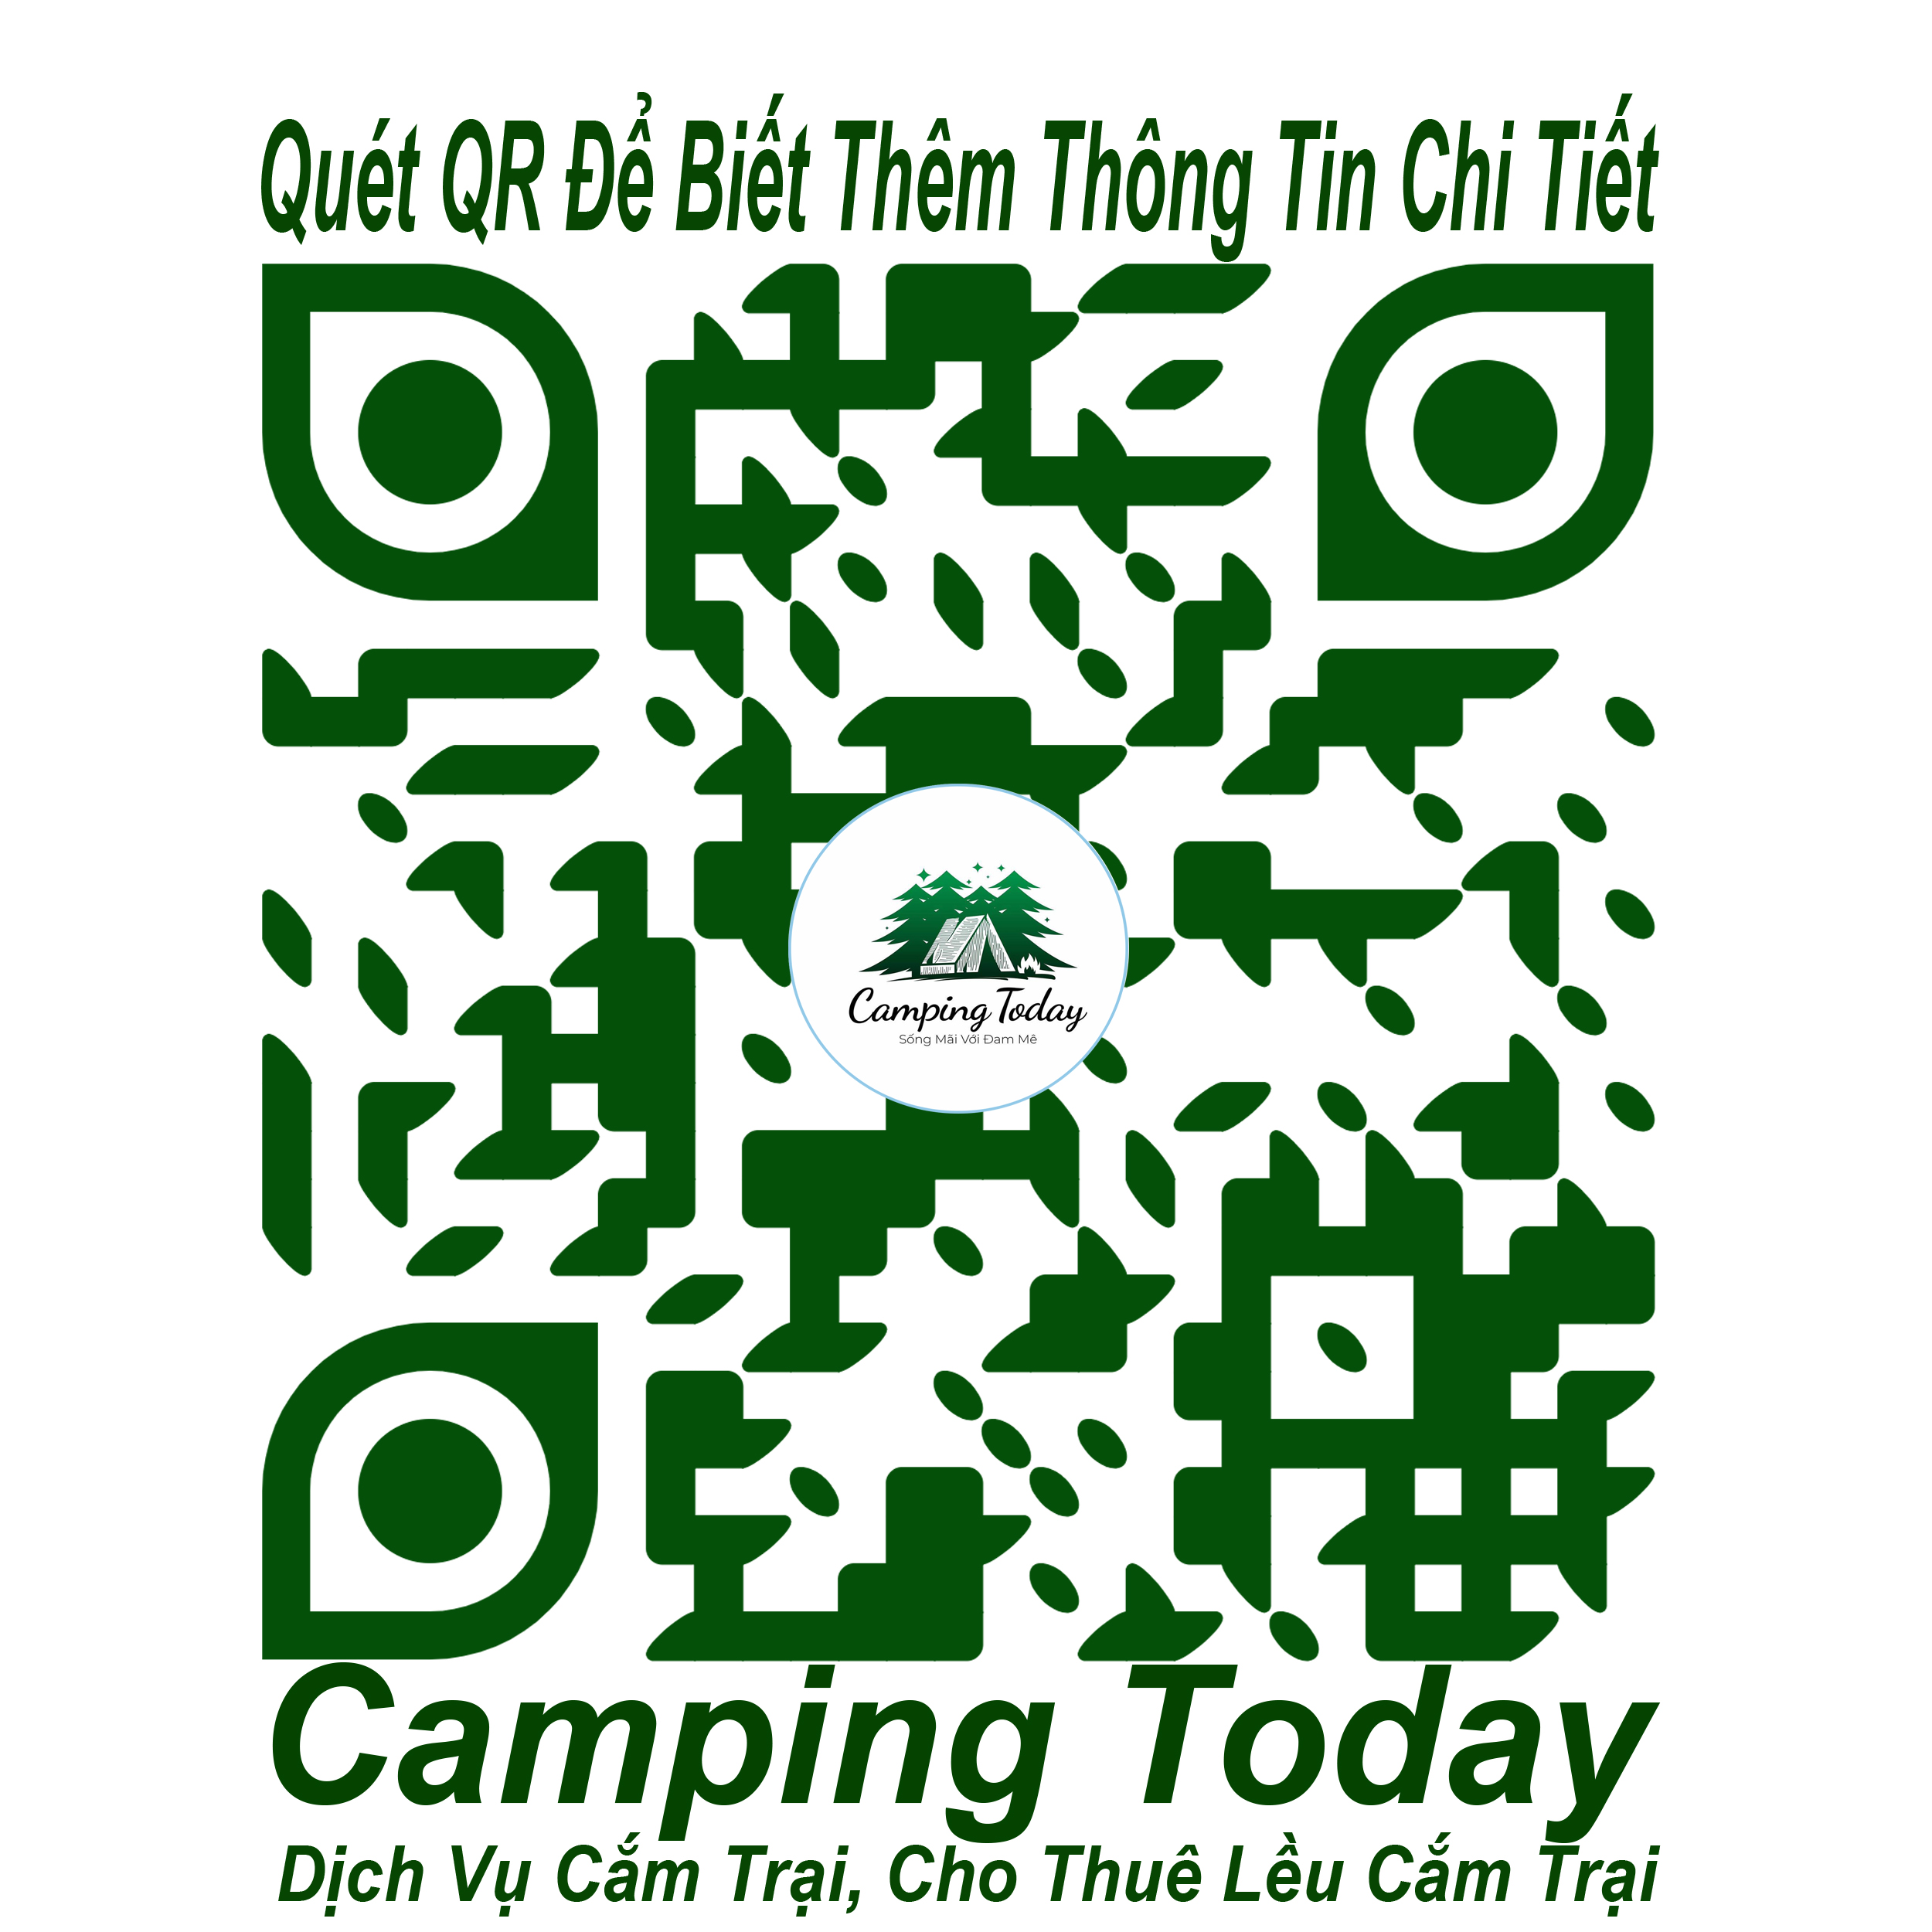 Quét QR Để Biết Thêm Thông Tin Chi Tiết
Camping Today
Sống Mãi Với Đam Mê
Camping Today
Dịch Vụ Cắm Trại, Cho Thuê Lều Cắm Trại